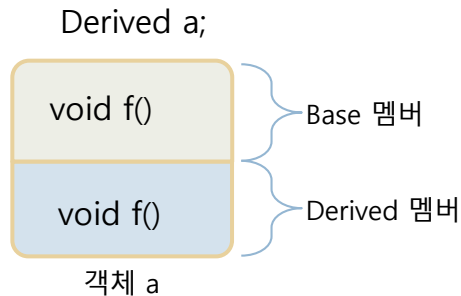 Derived a;
void f()
Base 멤버
void f()
Derived 멤버
객체 a